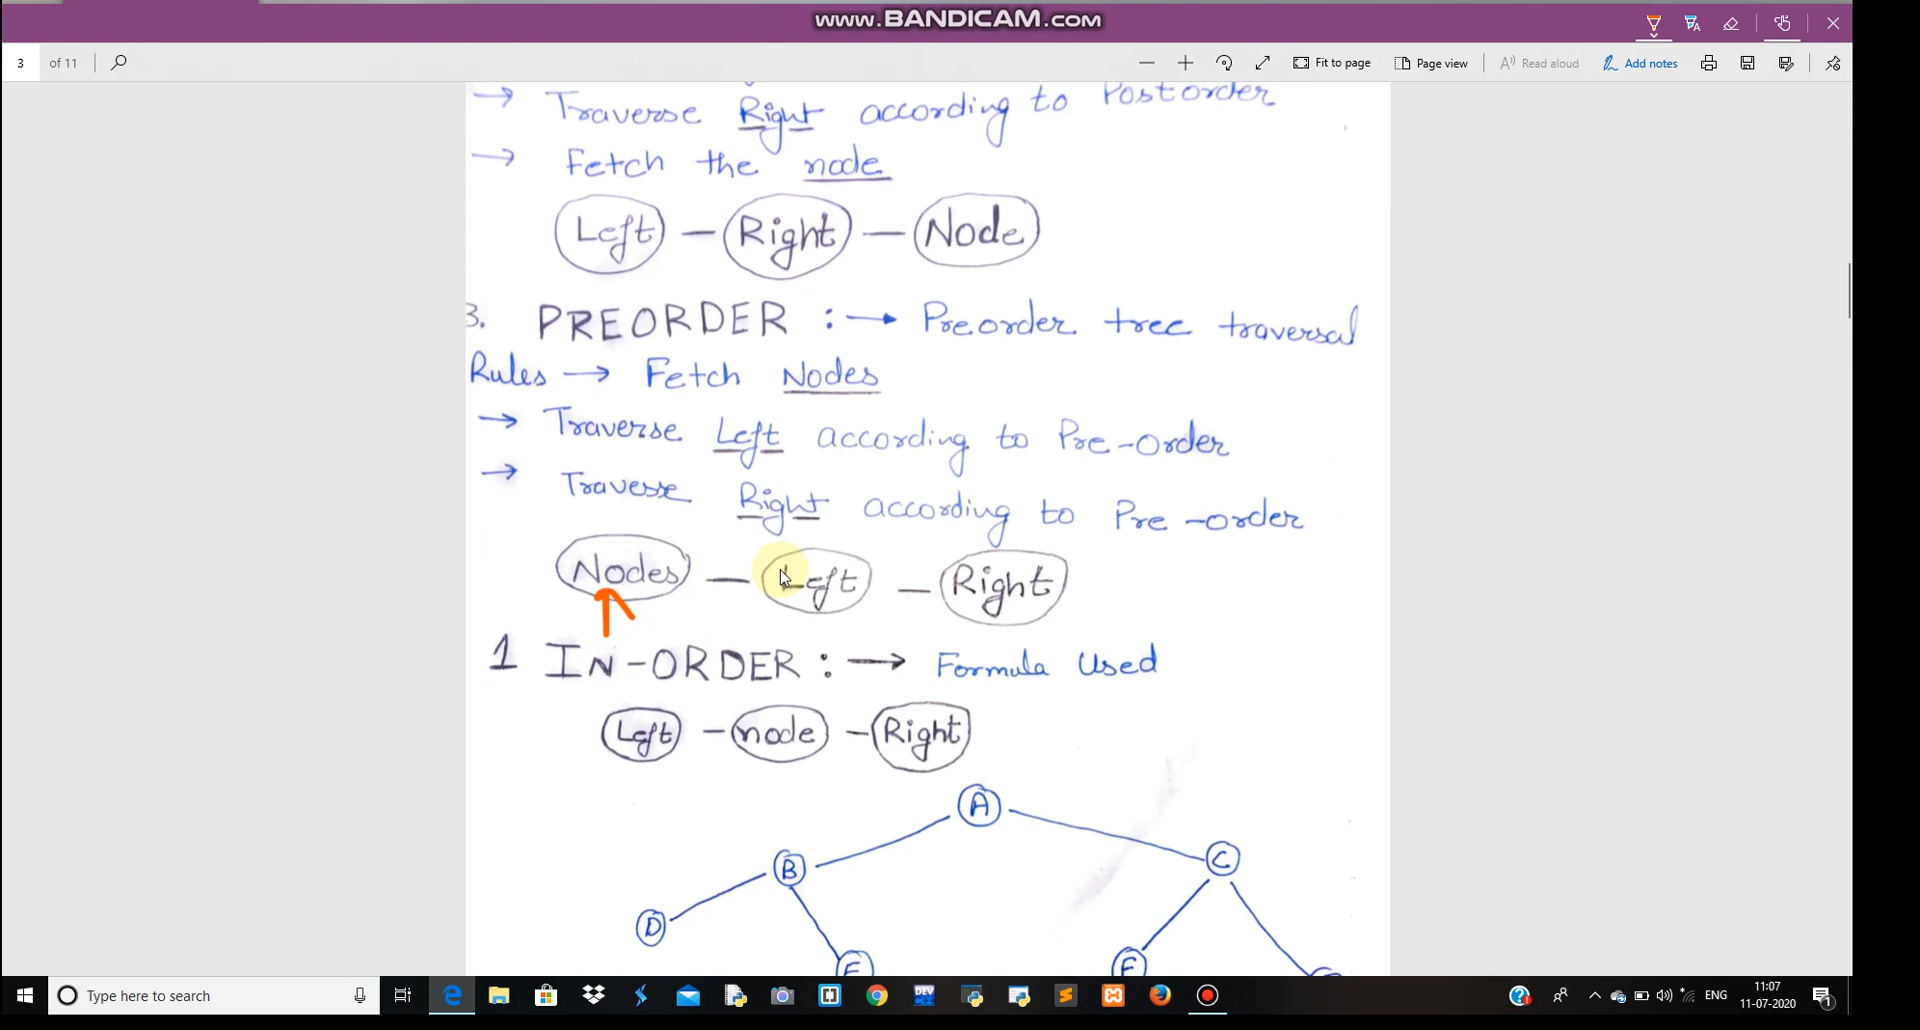 www.BANDICAM.com
3 of 11
Fit to page
Page view
Read aloud
Add notes
→ Traverse Right according to Postorder
→ Fetch the node
Left - Right - Node
3. PREORDER :→ Preorder tree traversal
Rules → Fetch Nodes
→ Traverse Left according to Pre-Order
→ Traverse Right according to Pre-order
Nodes - Left - Right
1 IN-ORDER :→ Formula Used
Left - node - Right
A
B
C
D
E
F
Type here to search
DEV
ENG
11:07
11-07-2020
1